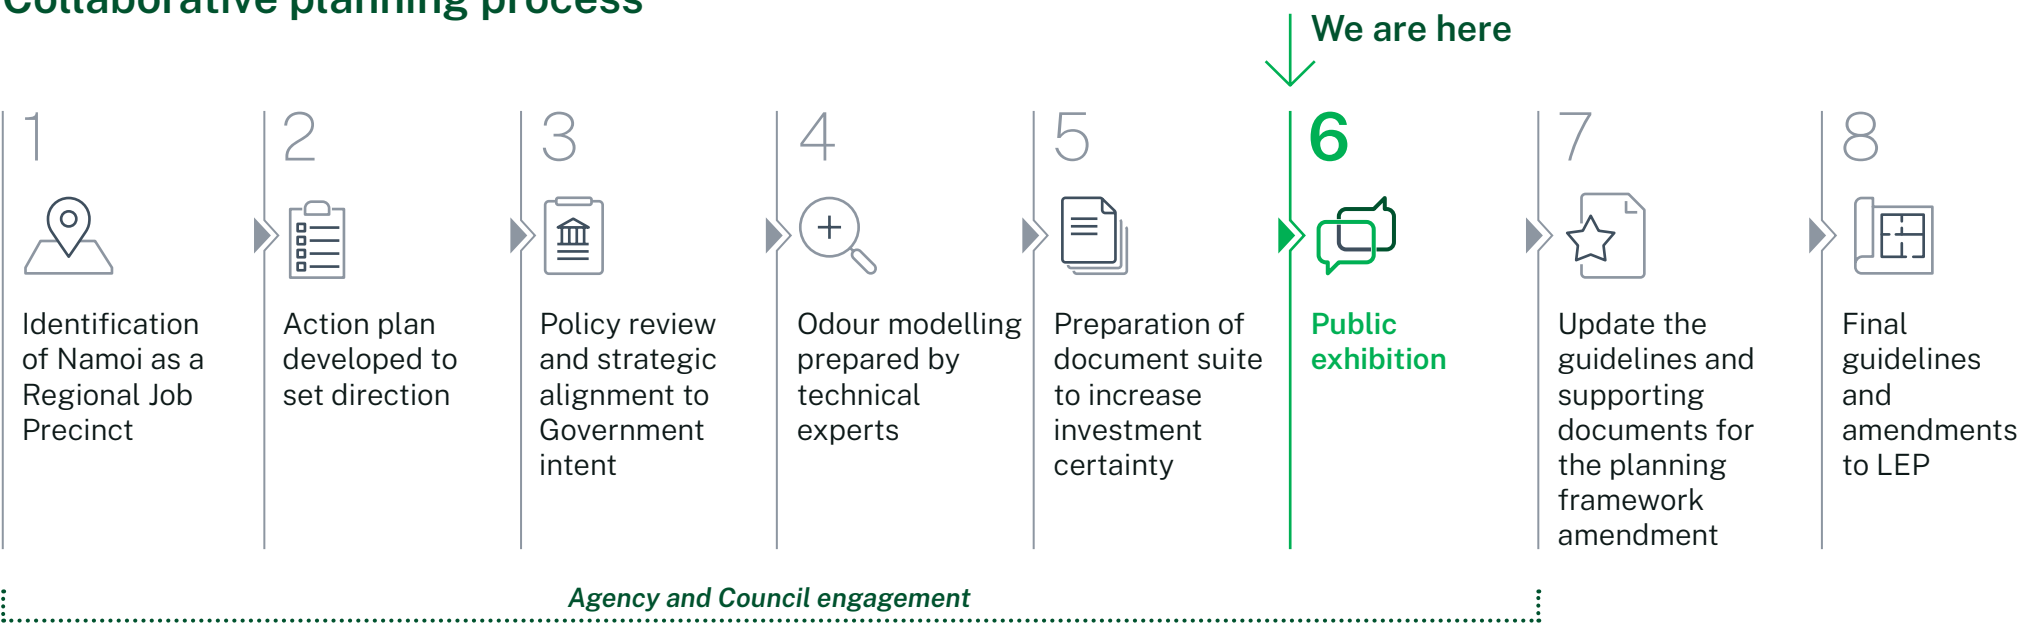 Collaborative planning process
We are here
1
Identification
of Namoi as a
Regional Job
Precinct
2
Action plan
developed to
set direction
3
Policy review
and strategic
alignment to
Government
intent
4
Odour modelling
prepared by
technical
experts
5
Preparation of
document suite
to increase
investment
certainty
6
Public
exhibition
7
Update the
guidelines and
supporting
documents for
the planning
framework
amendment
8
Final
guidelines
and
amendments
to LEP
Agency and Council engagement